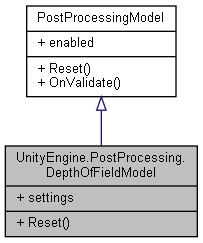 PostProcessingModel
+ enabled
+ Reset()
+ OnValidate()
UnityEngine.PostProcessing.
DepthOfFieldModel
+ settings
+ Reset()